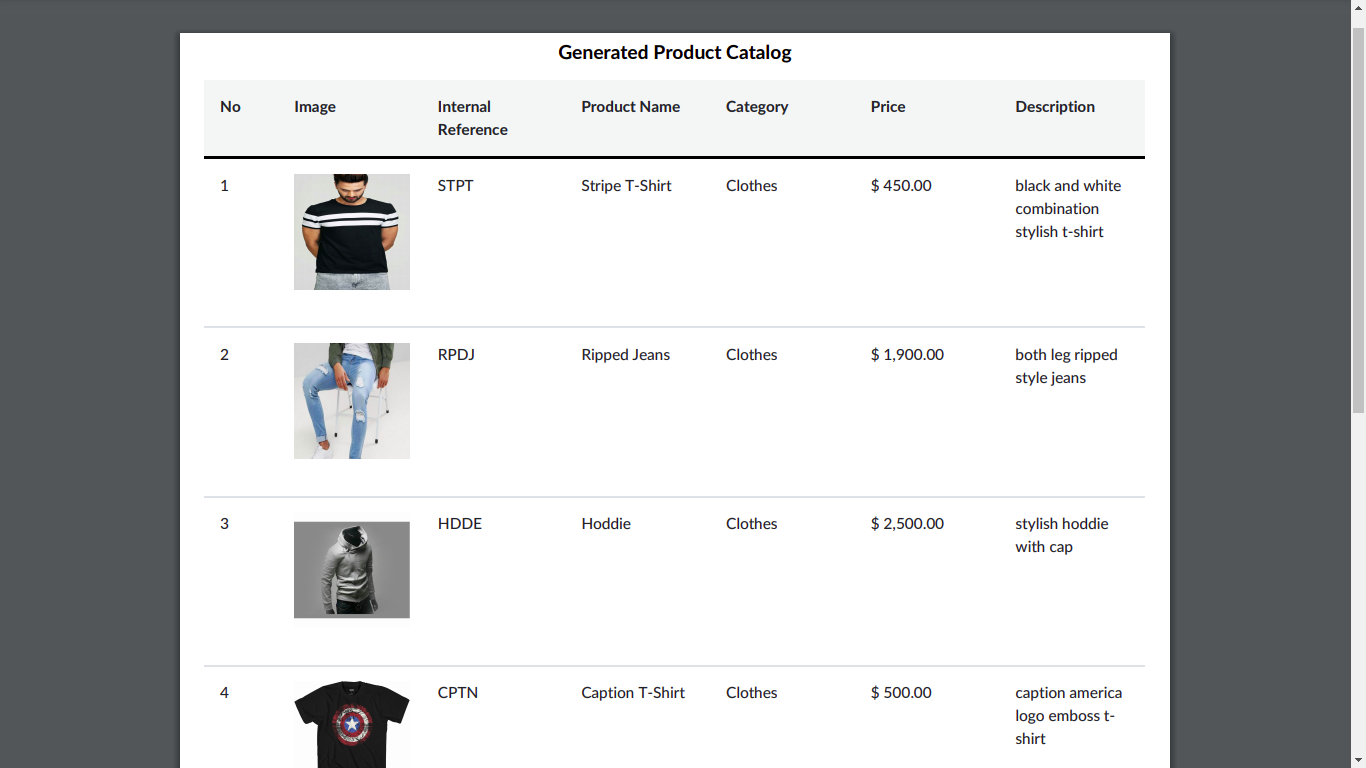 Generated Product Catalog
No Image Internal Reference Product Name Category Price Description
1 STPT Stripe T-Shirt Clothes $ 450.00 black and white
combination
stylish t-shirt
2 RPDJ Ripped Jeans Clothes $ 1,900.00 both leg ripped
style jeans
3 HDDE Hoddie Clothes $ 2,500.00 stylish hoddie
with cap
4 CPTN Caption T-Shirt Clothes $ 500.00 caption america
logo emboss t-
shirt